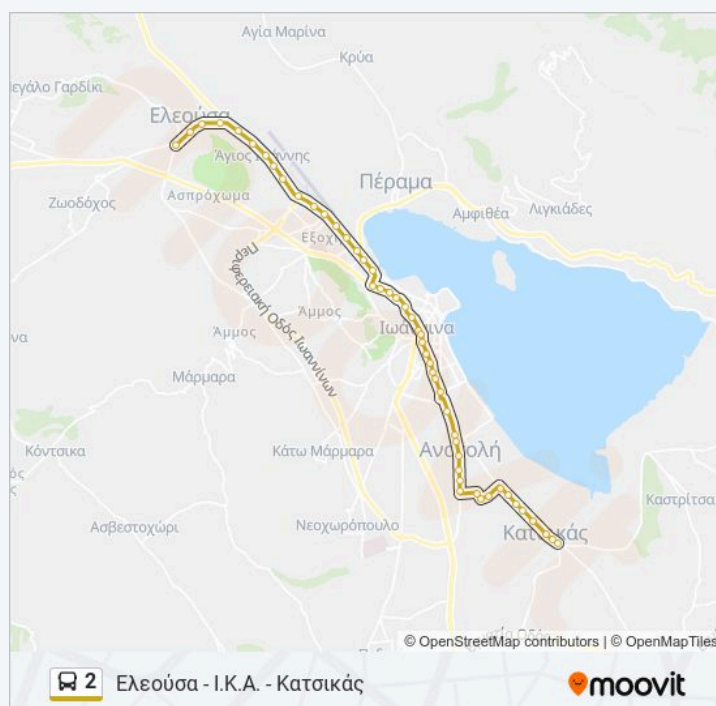 Αγία Μαρίνα
Κρύα
Μεγάλο Γαρδίκι
Ελεούσα
Άγιος Ιωάννης
Πέραμα
Ασπρόχωμα
Ζωοδόχος
Αμφιθέα
Λιγκιάδες
Εξοχή
Περιφερειακή Οδός Ιωαννίνων
Άμμος
Ιωάννινα
Άμμος
Μάρμαρα
Κόντσικα
Κάτω Μάρμαρα
Ανατολή
Καστρίτσα
Νεοχωρόπουλο
Ασβεστοχώρι
Κατσικάς
© OpenStreetMap contributors | © OpenMapTiles
2 Ελεούσα - Ι.Κ.Α. - Κατσικάς
moovit